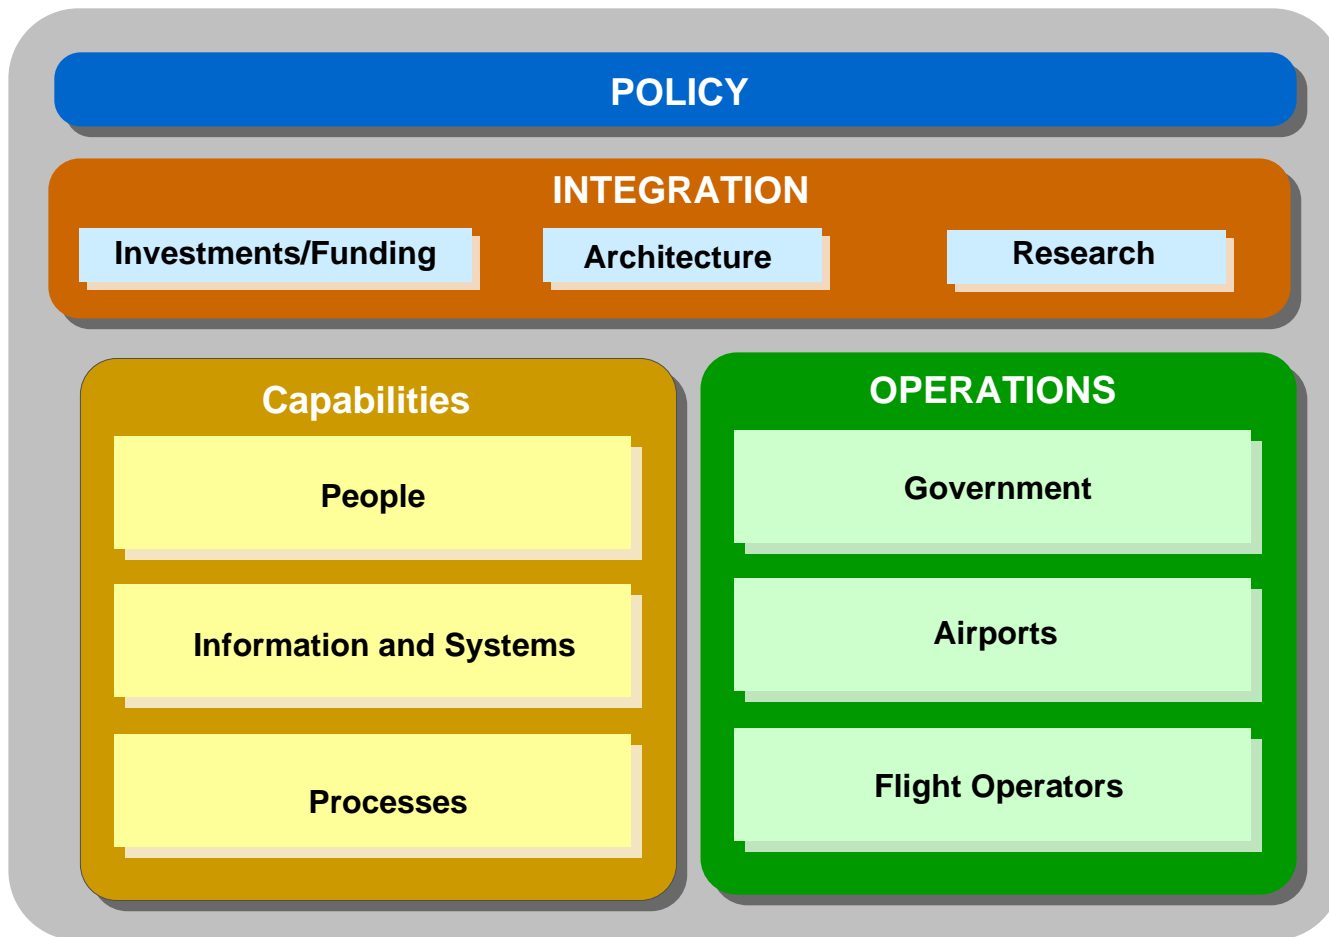 POLICY
INTEGRATION
Investments/Funding
Architecture
Research
Capabilities
People
Information and Systems
Processes
OPERATIONS
Government
Airports
Flight Operators